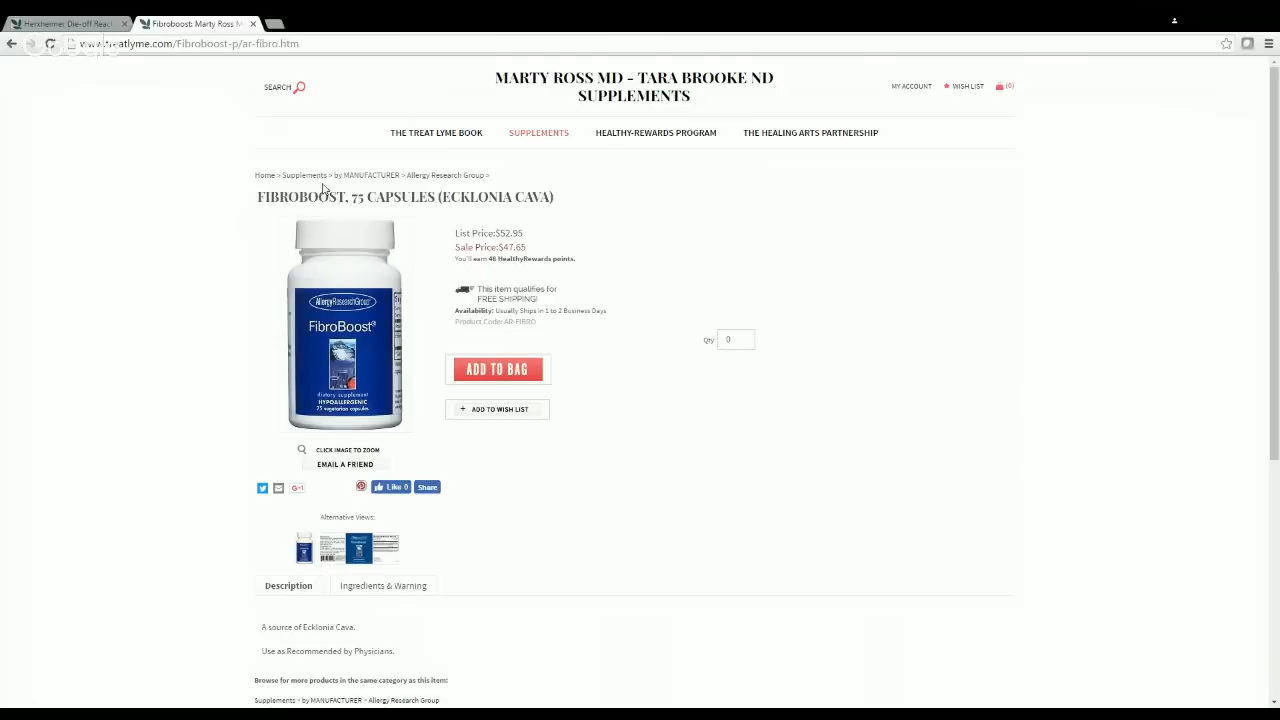 Herxheimer Die-off Reac
Fibroboost: Marty Ross M
www.treatlyme.com/Fibroboost-p/ar-fibro.htm
SEARCH
MARTY ROSS MD - TARA BROOKE ND
SUPPLEMENTS
MY ACCOUNT
WISH LIST
(0)
THE TREAT LYME BOOK
SUPPLEMENTS
HEALTHY-REWARDS PROGRAM
THE HEALING ARTS PARTNERSHIP
Home > Supplements > by MANUFACTURER > Allergy Research Group >
FIBROBOOST, 75 CAPSULES (ECKLONIA CAVA)
AllergyResearchGroup
FibroBoost®
dietary supplement
HYPOALLERGENIC
75 vegetarian capsules
List Price:$52.95
Sale Price:$47.65
You'll earn 48 HealthyRewards points.
This item qualifies for
FREE SHIPPING!
Availability: Usually Ships in 1 to 2 Business Days
Product Code: AR-FIBRO
Qty 0
ADD TO BAG
+ ADD TO WISH LIST
CLICK IMAGE TO ZOOM
EMAIL A FRIEND
G+1
Like 0
Share
Alternative Views:
Description
Ingredients & Warning
A source of Ecklonia Cava.
Use as Recommended by Physicians.
Browse for more products in the same category as this item:
Supplements > by MANUFACTURER > Allergy Research Group